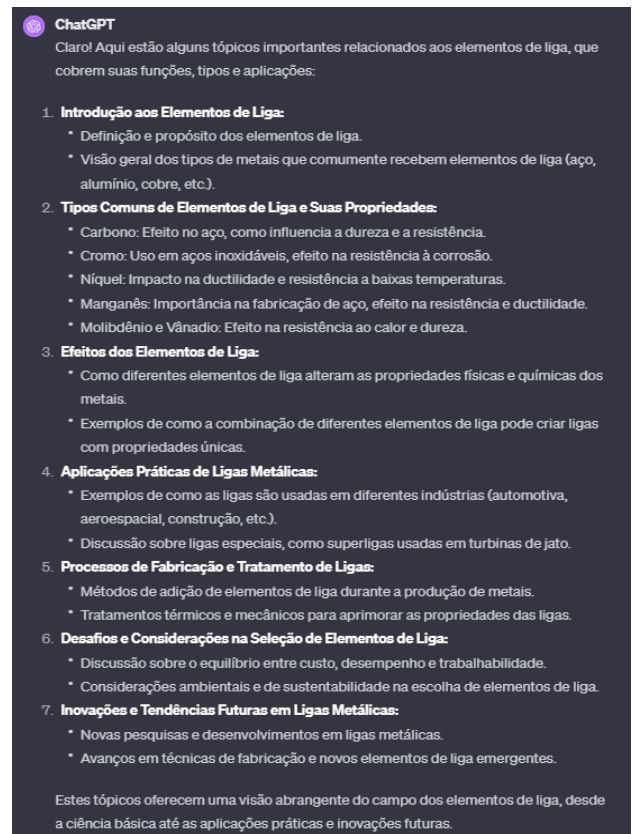 ChatGPT
Claro! Aqui estão alguns tópicos importantes relacionados aos elementos de liga, que
cobrem suas funções, tipos e aplicações:
1. Introdução aos Elementos de Liga:
• Definição e propósito dos elementos de liga.
• Visão geral dos tipos de metais que comumente recebem elementos de liga (aço,
alumínio, cobre, etc.).
2. Tipos Comuns de Elementos de Liga e Suas Propriedades:
• Carbono: Efeito no aço, como influencia a dureza e a resistência.
• Cromo: Uso em aços inoxidáveis, efeito na resistência à corrosão.
• Níquel: Impacto na ductilidade e resistência a baixas temperaturas.
• Manganês: Importância na fabricação de aço, efeito na resistência e ductilidade.
• Molibdênio e Vânadio: Efeito na resistência ao calor e dureza.
3. Efeitos dos Elementos de Liga:
• Como diferentes elementos de liga alteram as propriedades físicas e químicas dos
metais.
• Exemplos de como a combinação de diferentes elementos de liga pode criar ligas
com propriedades únicas.
4. Aplicações Práticas de Ligas Metálicas:
• Exemplos de como as ligas são usadas em diferentes indústrias (automotiva,
aeroespacial, construção, etc.).
• Discussão sobre ligas especiais, como superligas usadas em turbinas de jato.
5. Processos de Fabricação e Tratamento de Ligas:
• Métodos de adição de elementos de liga durante a produção de metais.
• Tratamentos térmicos e mecânicos para aprimorar as propriedades das ligas.
6. Desafios e Considerações na Seleção de Elementos de Liga:
• Discussão sobre o equilíbrio entre custo, desempenho e trabalhabilidade.
• Considerações ambientais e de sustentabilidade na escolha de elementos de liga.
7. Inovações e Tendências Futuras em Ligas Metálicas:
• Novas pesquisas e desenvolvimentos em ligas metálicas.
• Avanços em técnicas de fabricação e novos elementos de liga emergentes.
Estes tópicos oferecem uma visão abrangente do campo dos elementos de liga, desde
a ciência básica até as aplicações práticas e inovações futuras.